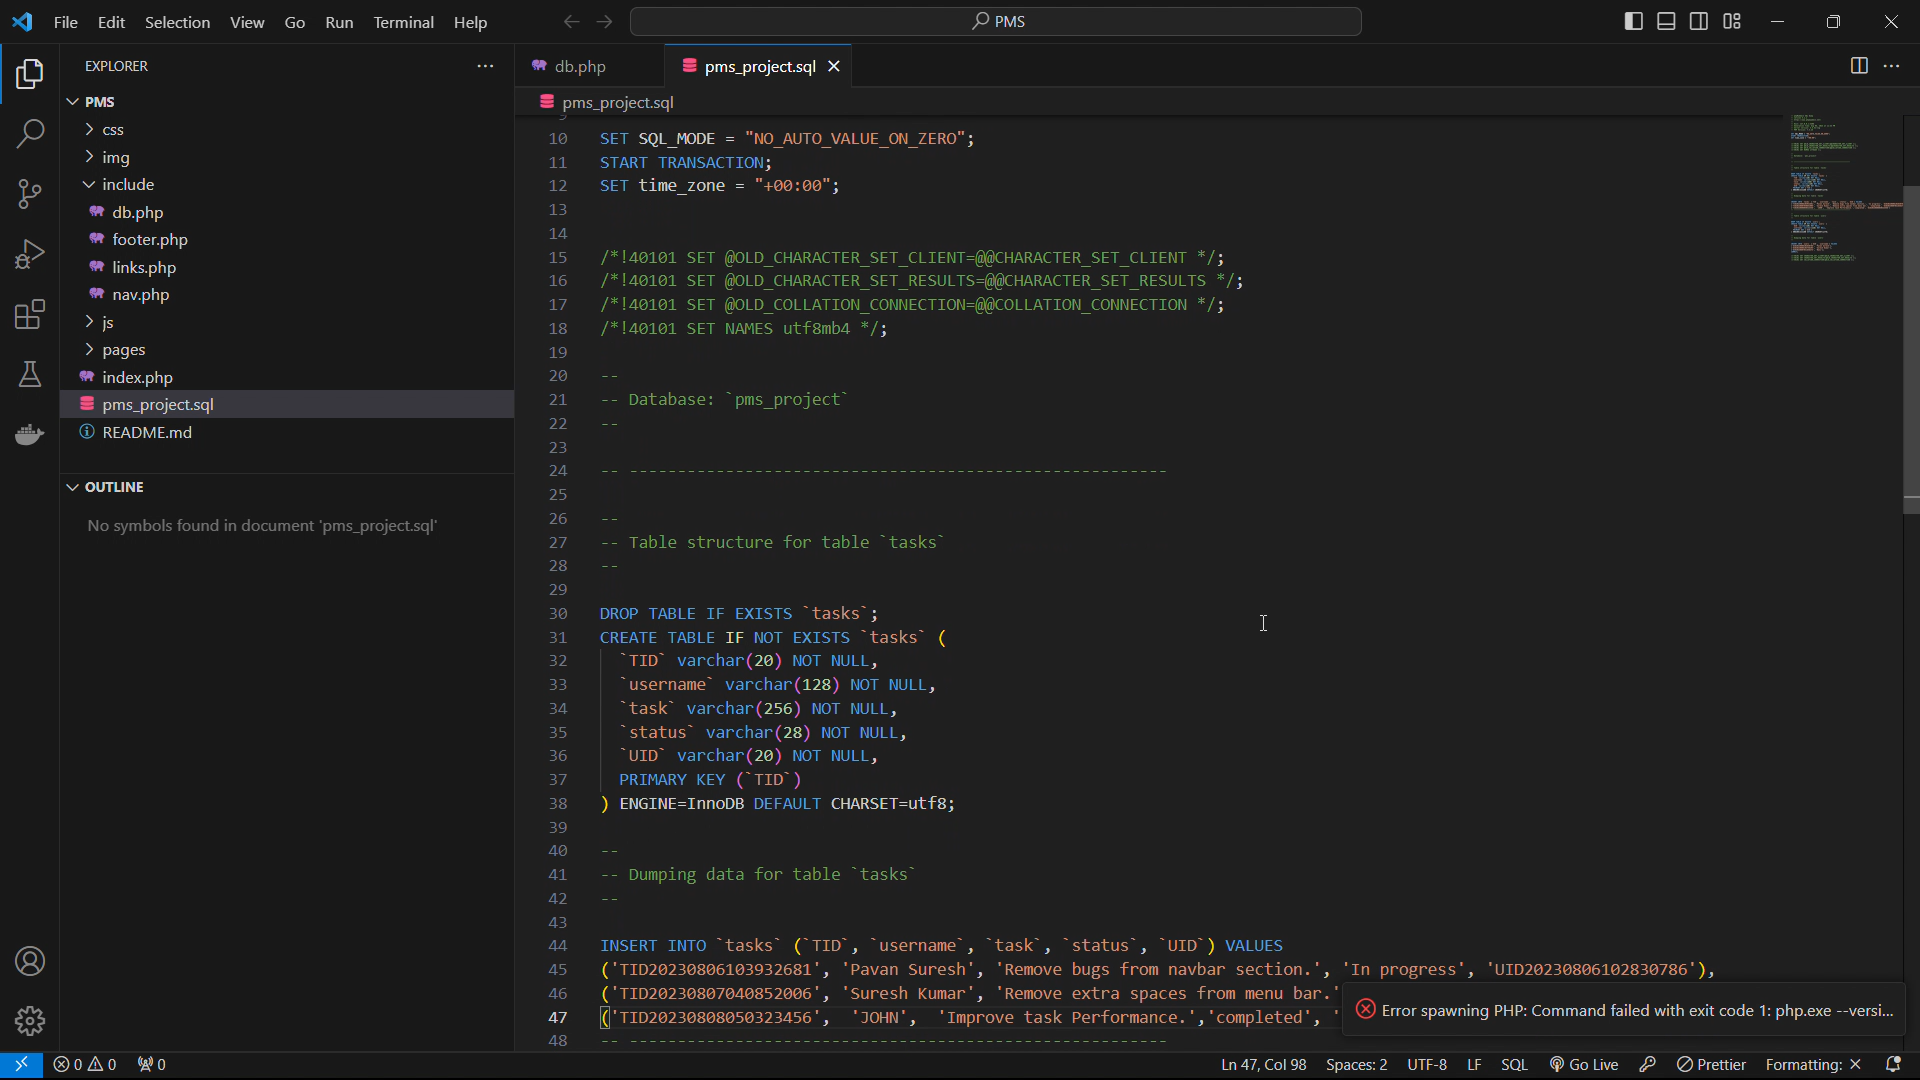 File Edit Selection View Go Run Terminal Help
PMS
EXPLORER
PMS
css
img
include
db.php
footer.php
links.php
nav.php
js
pages
index.php
pms_project.sql
README.md
OUTLINE
No symbols found in document 'pms_project.sql'
db.php
pms_project.sql
pms_project.sql
10 SET SQL_MODE = "NO_AUTO_VALUE_ON_ZERO";
11 START TRANSACTION;
12 SET time_zone = "+00:00";
13
14
15 /*!40101 SET @OLD_CHARACTER_SET_CLIENT=@@CHARACTER_SET_CLIENT */;
16 /*!40101 SET @OLD_CHARACTER_SET_RESULTS=@@CHARACTER_SET_RESULTS */;
17 /*!40101 SET @OLD_COLLATION_CONNECTION=@@COLLATION_CONNECTION */;
18 /*!40101 SET NAMES utf8mb4 */;
19
20 --
21 -- Database: `pms_project`
22 --
23
24 -- --------------------------------------------------------
25
26 --
27 -- Table structure for table `tasks`
28 --
29
30 DROP TABLE IF EXISTS `tasks`;
31 CREATE TABLE IF NOT EXISTS `tasks` (
32 `TID` varchar(20) NOT NULL,
33 `username` varchar(128) NOT NULL,
34 `task` varchar(256) NOT NULL,
35 `status` varchar(28) NOT NULL,
36 `UID` varchar(20) NOT NULL,
37 PRIMARY KEY (`TID`)
38 ) ENGINE=InnoDB DEFAULT CHARSET=utf8;
39
40 --
41 -- Dumping data for table `tasks`
42 --
43
44 INSERT INTO `tasks` (`TID`, `username`, `task`, `status`, `UID`) VALUES
45 ('TID20230806103932681', 'Pavan Suresh', 'Remove bugs from navbar section.', 'In progress', 'UID20230806102830786'),
46 ('TID20230807040852006', 'Suresh Kumar', 'Remove extra spaces from menu bar.'
47 ('TID20230808050323456', 'JOHN', 'Improve task Performance.','completed', '
48 -- --------------------------------------------------------
Error spawning PHP: Command failed with exit code 1: php.exe --versi...
0 0 0 Ln 47, Col 98 Spaces: 2 UTF-8 LF SQL Go Live Prettier Formatting: ×